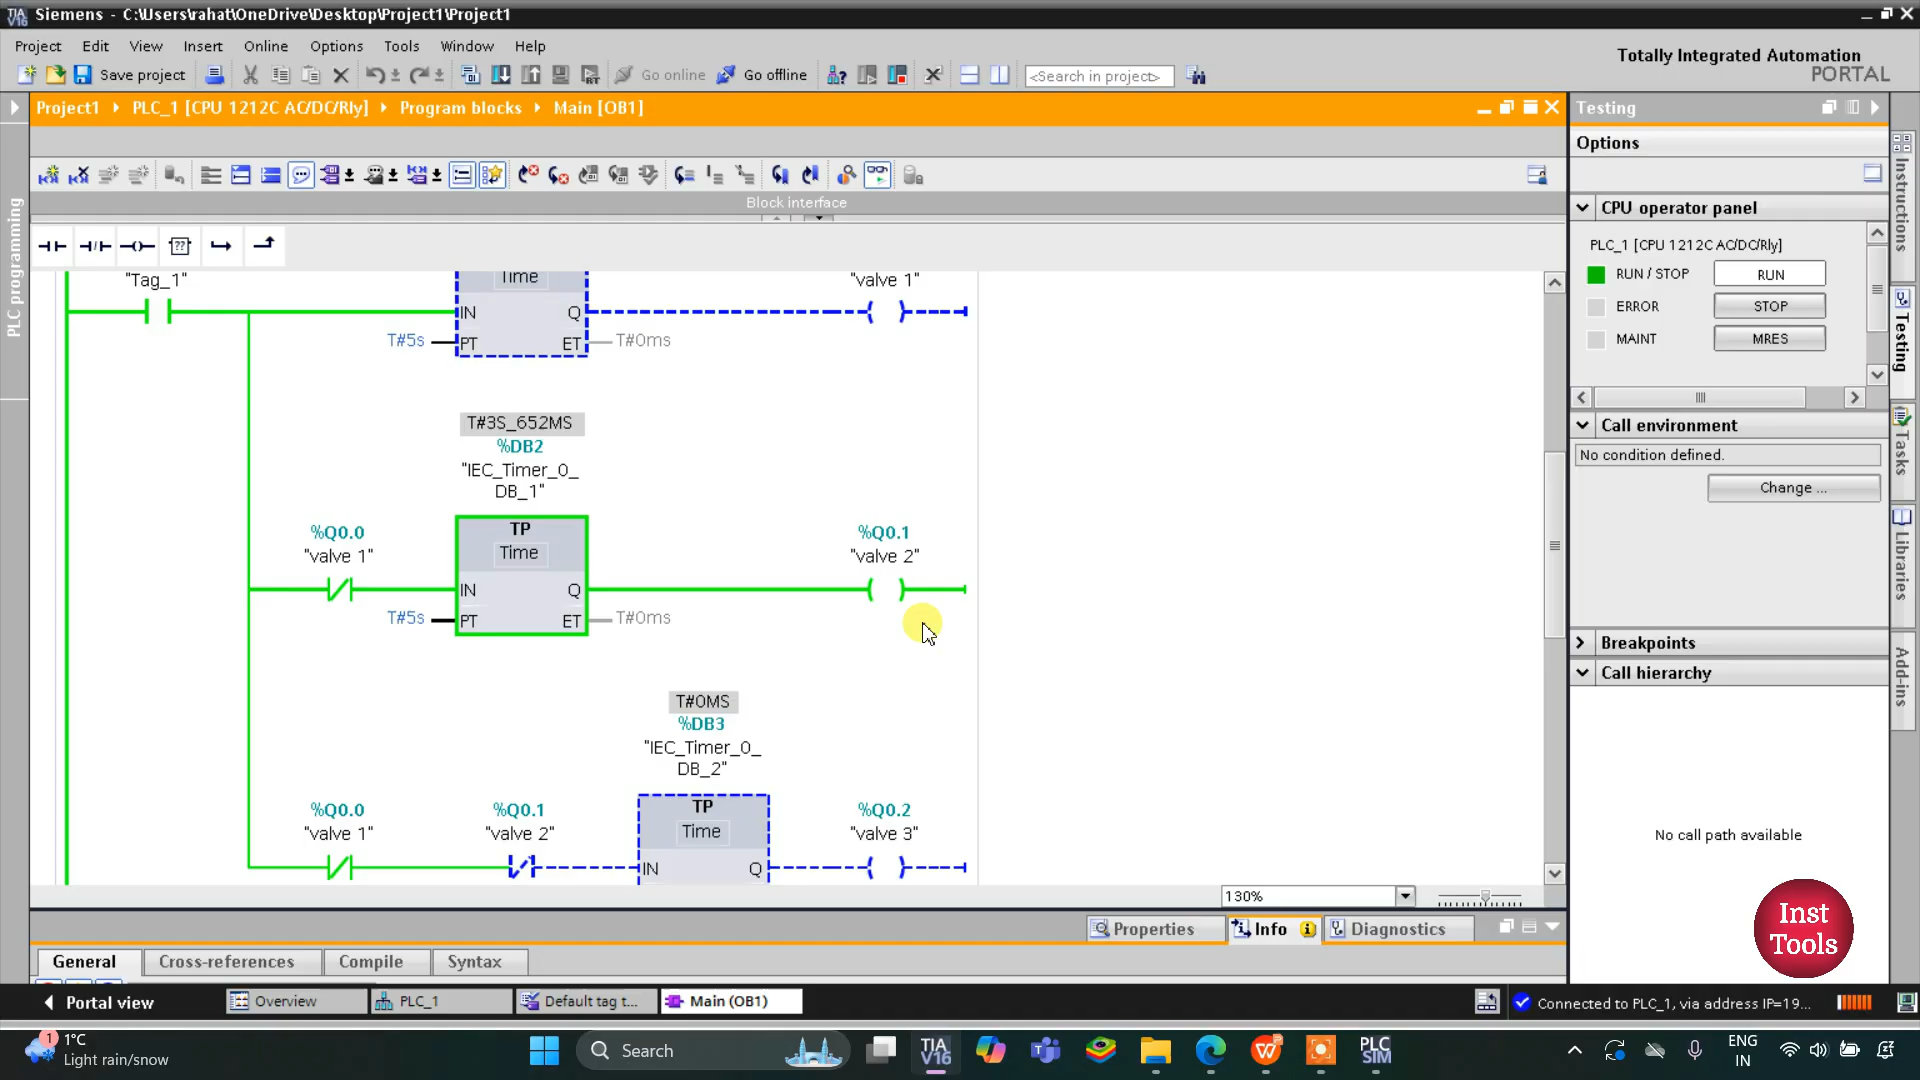 Siemens - C:\Users\rahat\OneDrive\Desktop\Project1\Project1
TIA
V16
Project Edit View Insert Online Options Tools Window Help
Totally Integrated Automation
PORTAL
Save project
Go online
Go offline
<Search in project>
Project1 PLC_1 [CPU 1212C AC/DC/Rly] Program blocks Main [OB1]
Testing
Options
Block interface
CPU operator panel
PLC_1 [CPU 1212C AC/DC/Rly]
RUN / STOP RUN
ERROR STOP
MAINT MRES
Call environment
No condition defined.
Change ...
Breakpoints
Call hierarchy
No call path available
PLC programming
Instructions
Testing
Tasks
Libraries
Add-ins
??
"Tag_1"
Time
"valve 1"
IN Q
T#5s PT ET T#0ms
T#3S_652MS
%DB2
"IEC_Timer_0_
DB_1"
%Q0.0
"valve 1"
TP
Time
%Q0.1
"valve 2"
IN Q
T#5s PT ET T#0ms
T#0MS
%DB3
"IEC_Timer_0_
DB_2"
%Q0.0
"valve 1"
%Q0.1
"valve 2"
TP
Time
%Q0.2
"valve 3"
IN Q
130%
Properties Info Diagnostics
General Cross-references Compile Syntax
Inst
Tools
Portal view Overview PLC_1 Default tag t... Main (OB1)
Connected to PLC_1, via address IP=19...
1
1°C
Light rain/snow
Search
TIA
V16
PLC
SIM
ENG
IN